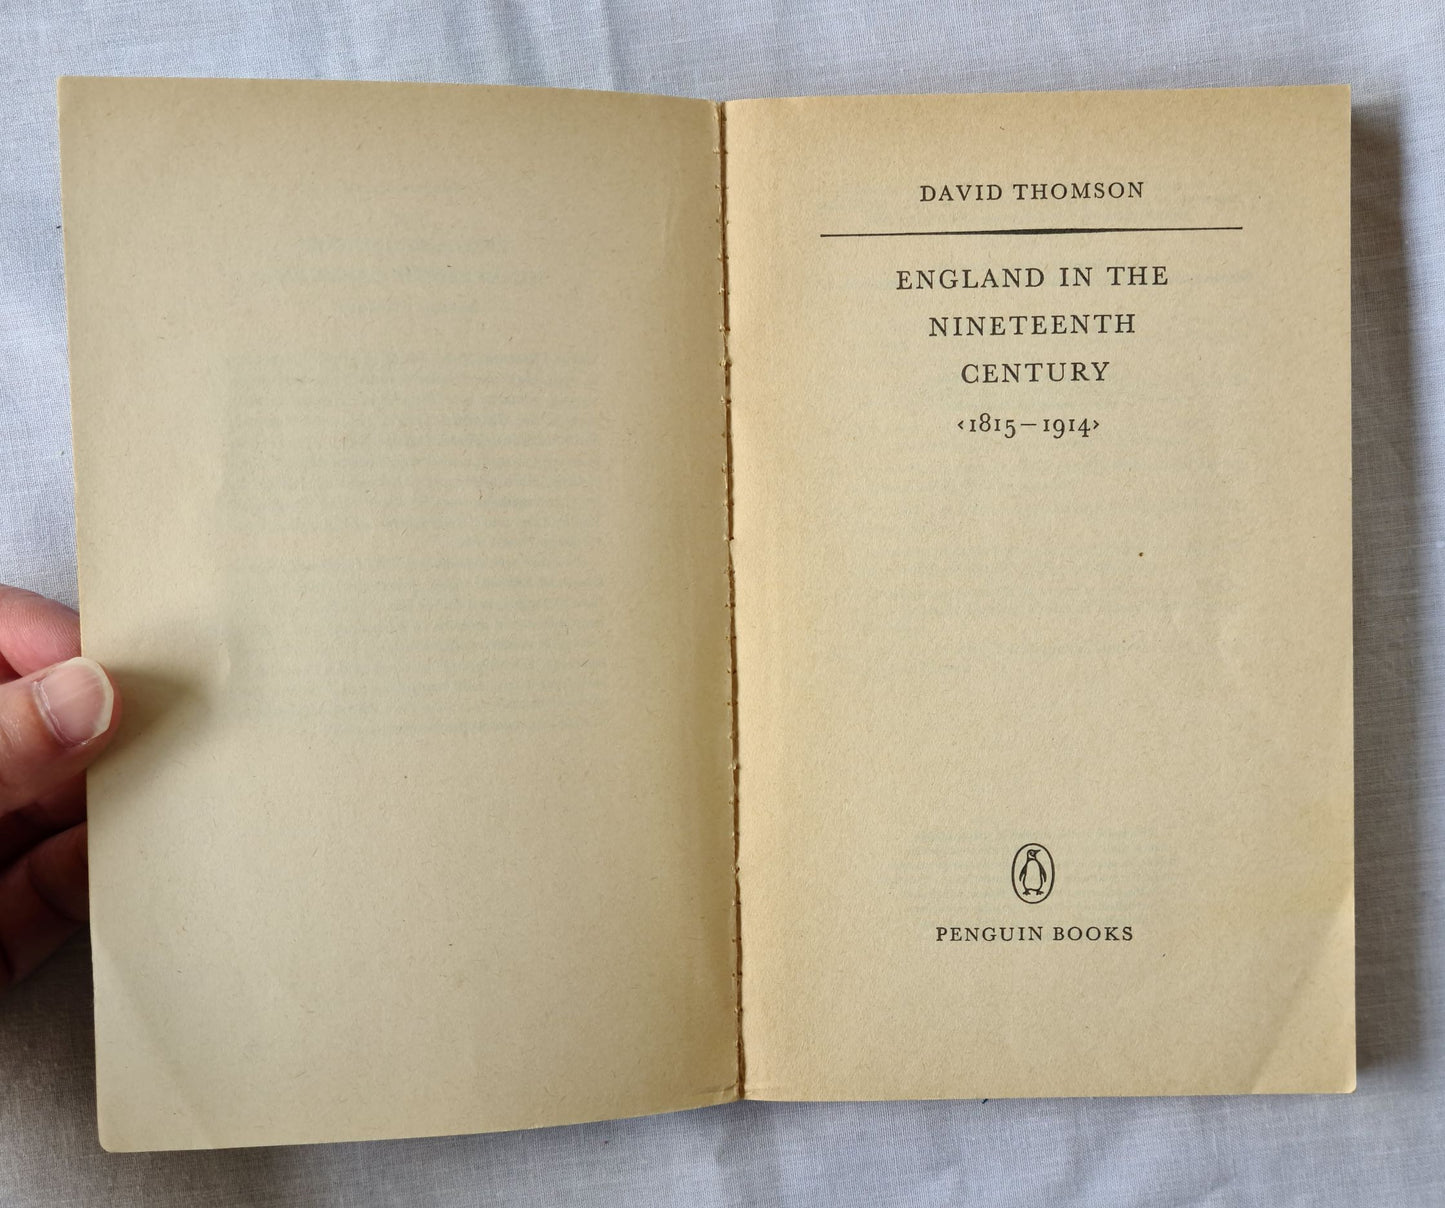 DAVID THOMSON
ENGLAND IN THE
NINETEENTH
CENTURY
‹1815–1914›
PENGUIN BOOKS